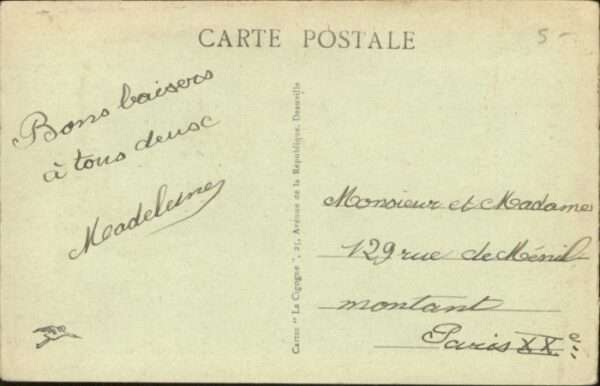 CARTE POSTALE
5-
Bons baisers
à tous deux
Madeleine
Cartes "La Cigogne", 25, Avenue de la République, Deauville
Monsieur et Madame
129 rue de Ménil-
montant
Paris XXe